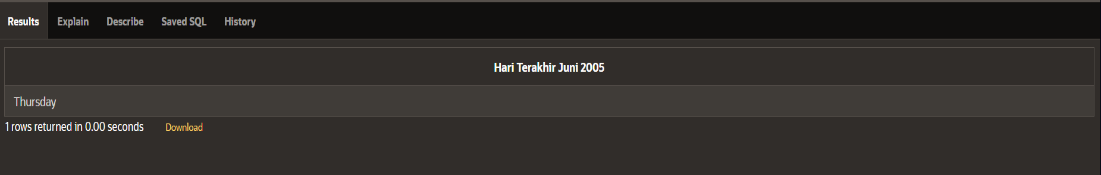 Results Explain Describe Saved SQL History
Hari Terakhir Juni 2005
Thursday
1 rows returned in 0.00 seconds Download